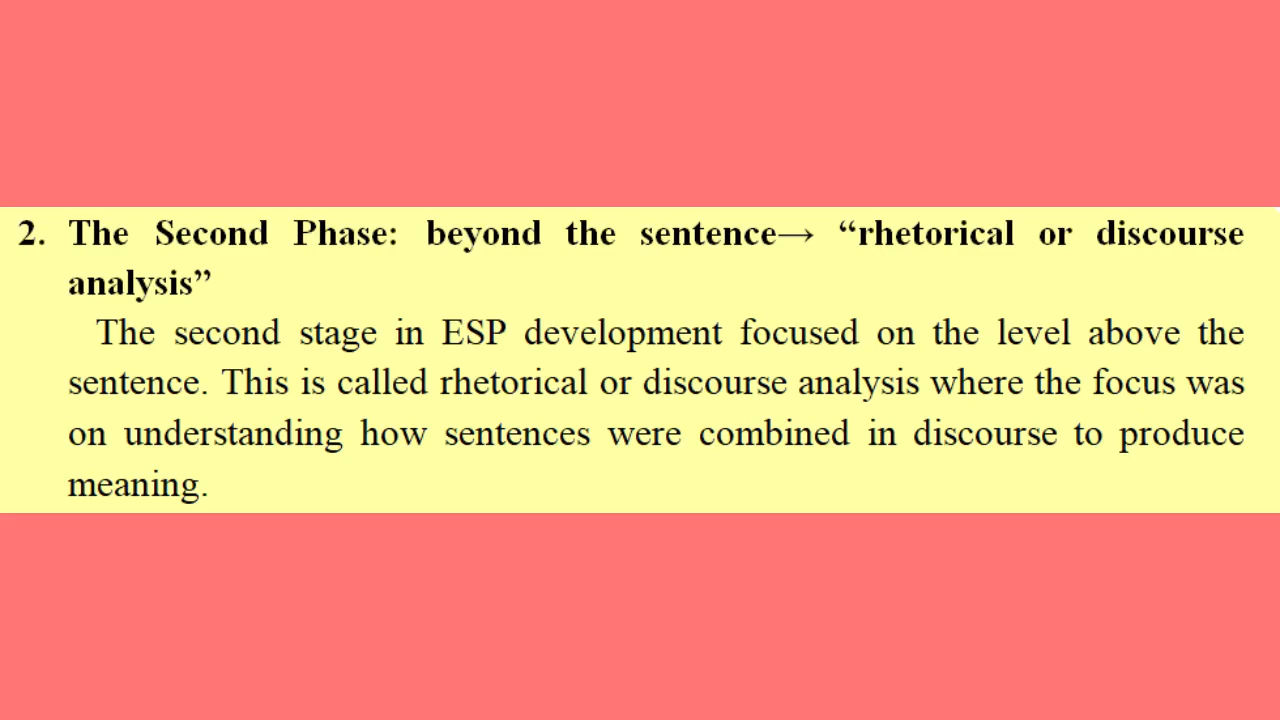 2. The Second Phase: beyond the sentence→ “rhetorical or discourse
analysis”
The second stage in ESP development focused on the level above the
sentence. This is called rhetorical or discourse analysis where the focus was
on understanding how sentences were combined in discourse to produce
meaning.